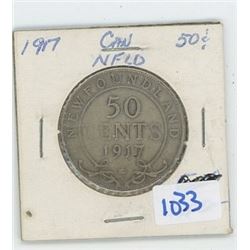 1917 CAN 50¢
NFLD
NEWFOUNDLAND
50
CENTS
1917
1033